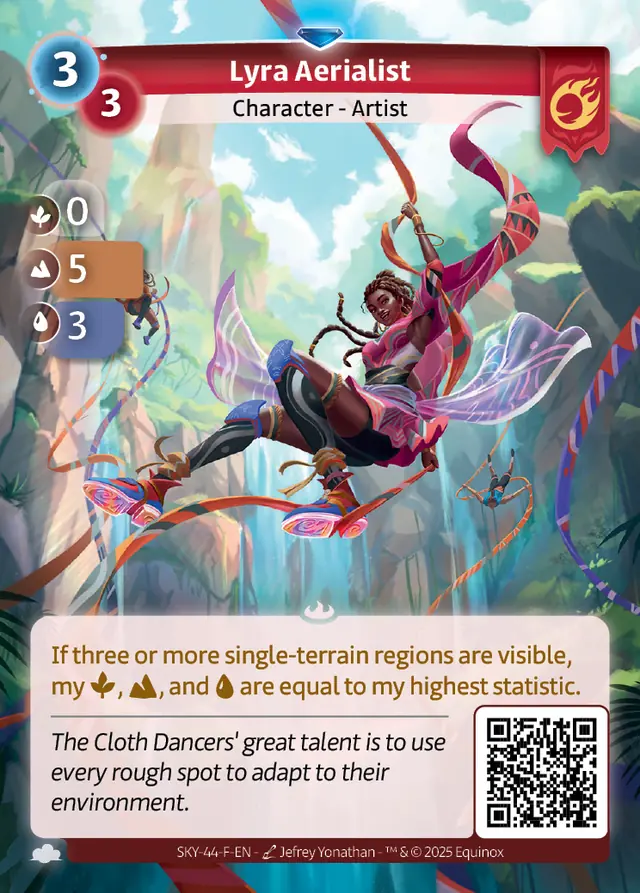 3
Lyra Aerialist
3
Character - Artist
0
5
3
If three or more single-terrain regions are visible,
my , , and are equal to my highest statistic.
The Cloth Dancers' great talent is to use
every rough spot to adapt to their
environment.
SKY-44-F-EN - Jefrey Yonathan - ™ & © 2025 Equinox